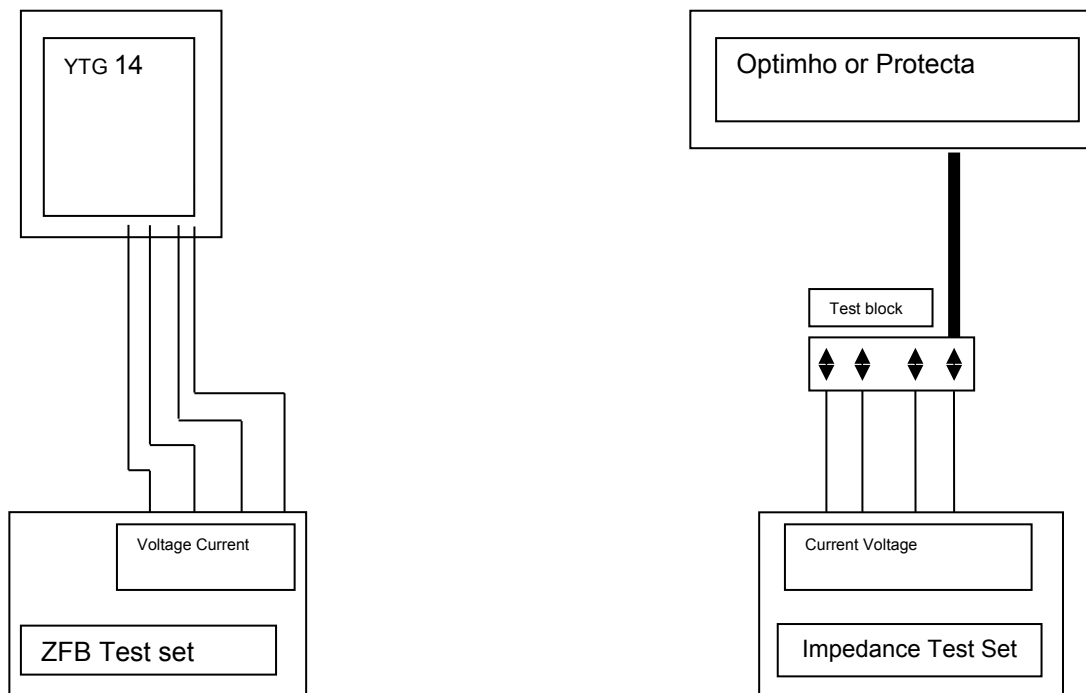 YTG 14
Optimho or Protecta
Test block
Voltage Current
Current Voltage
ZFB Test set
Impedance Test Set